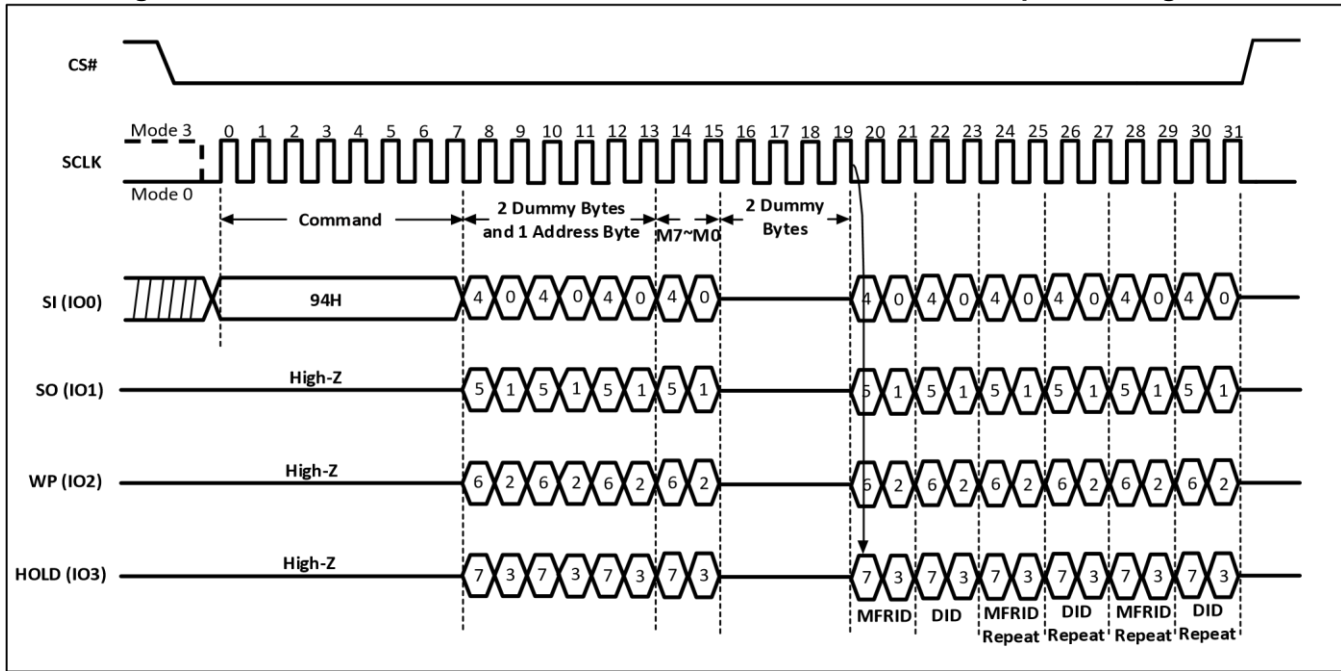 CS#
Mode 3
0 1 2 3 4 5 6 7 8 9 10 11 12 13 14 15 16 17 18 19 20 21 22 23 24 25 26 27 28 29 30 31
SCLK
Mode 0
Command
2 Dummy Bytes
and 1 Address Byte
M7~M0
2 Dummy
Bytes
SI (IO0)
94H
4 0 4 0 4 0 4 0 4 0 4 0 4 0 4 0 4 0 4 0
SO (IO1)
High-Z
5 1 5 1 5 1 5 1 5 1 5 1 5 1 5 1 5 1 5 1
WP (IO2)
High-Z
6 2 6 2 6 2 6 2 6 2 6 2 6 2 6 2 6 2 6 2
HOLD (IO3)
High-Z
7 3 7 3 7 3 7 3 7 3 7 3 7 3 7 3 7 3 7 3
MFRID DID MFRID DID MFRID DID
Repeat Repeat Repeat Repeat